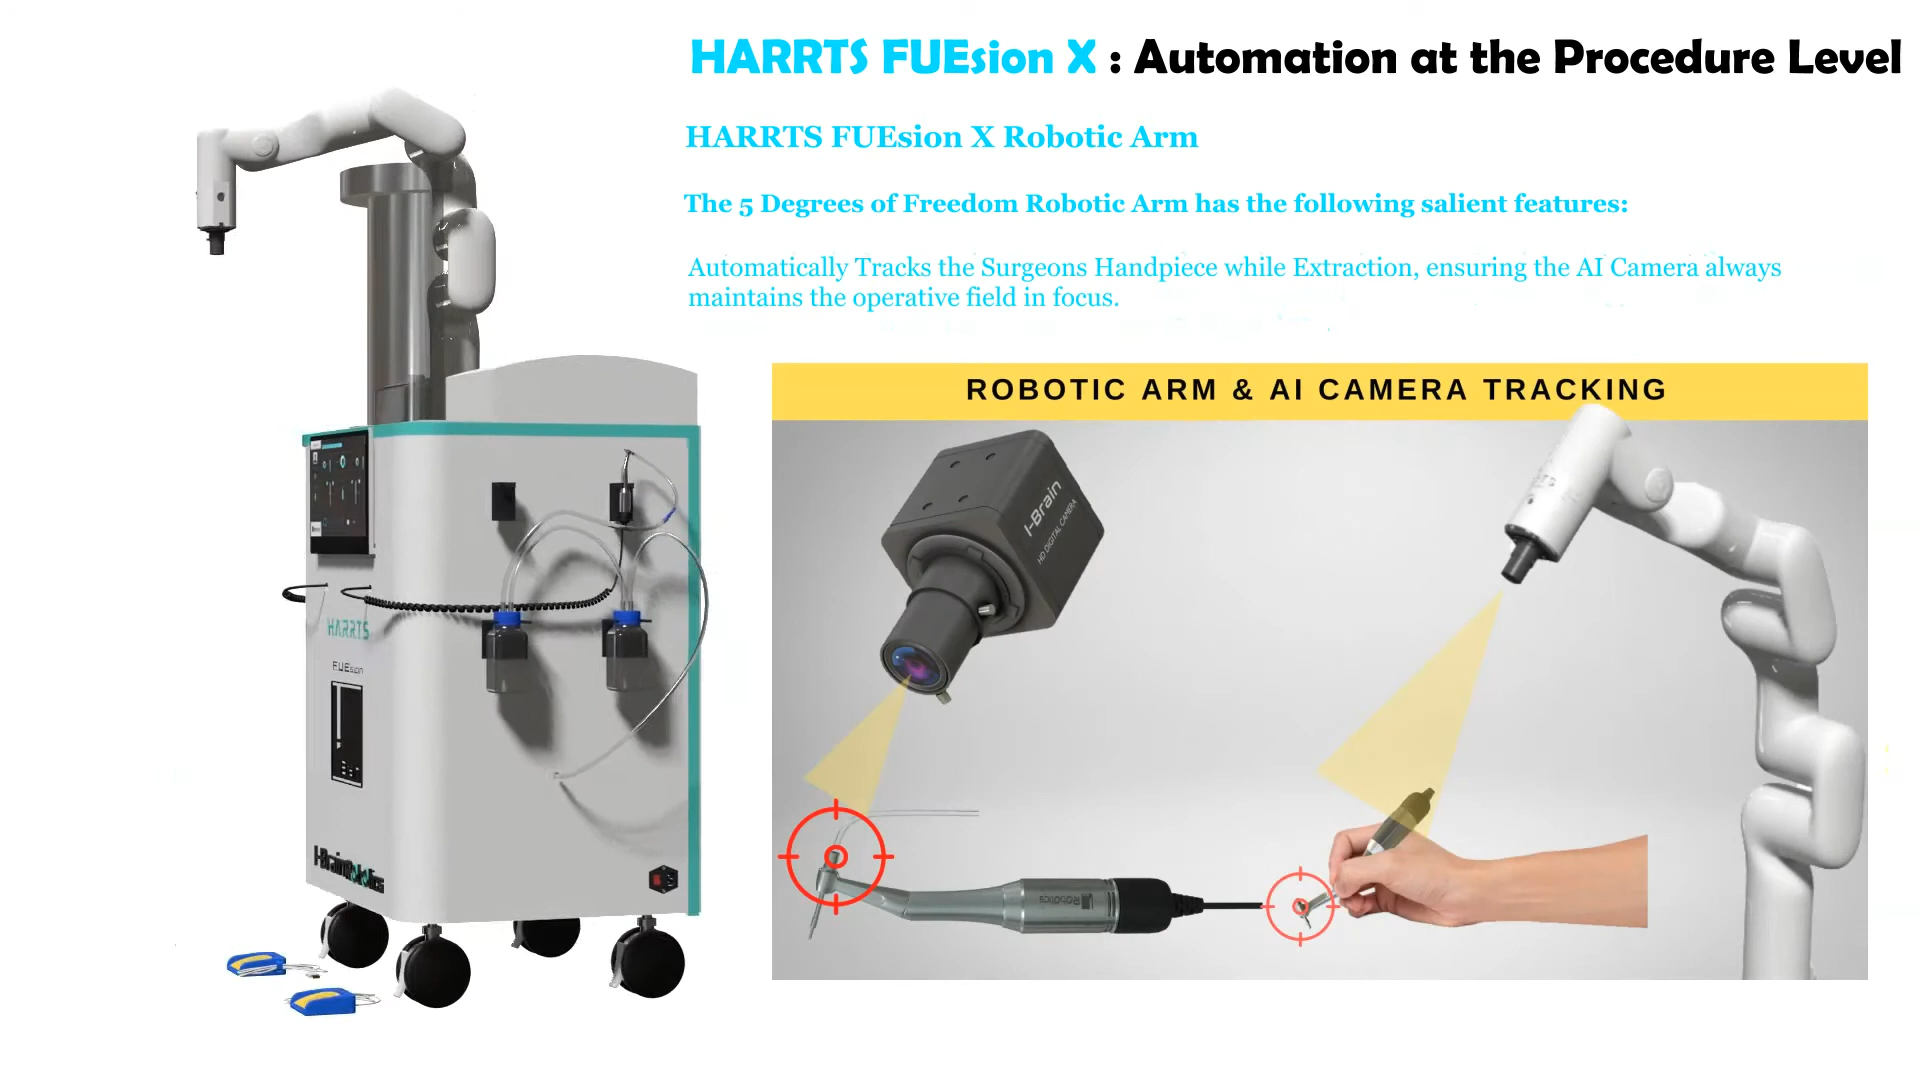 HARRTS FUEsion X : Automation at the Procedure Level
HARRTS FUEsion X Robotic Arm
The 5 Degrees of Freedom Robotic Arm has the following salient features:
Automatically Tracks the Surgeons Handpiece while Extraction, ensuring the AI Camera always
maintains the operative field in focus.
ROBOTIC ARM & AI CAMERA TRACKING
I-Brain
HD DIGITAL CAMERA
HARRTS
FUEsion
I-BrainRobotics